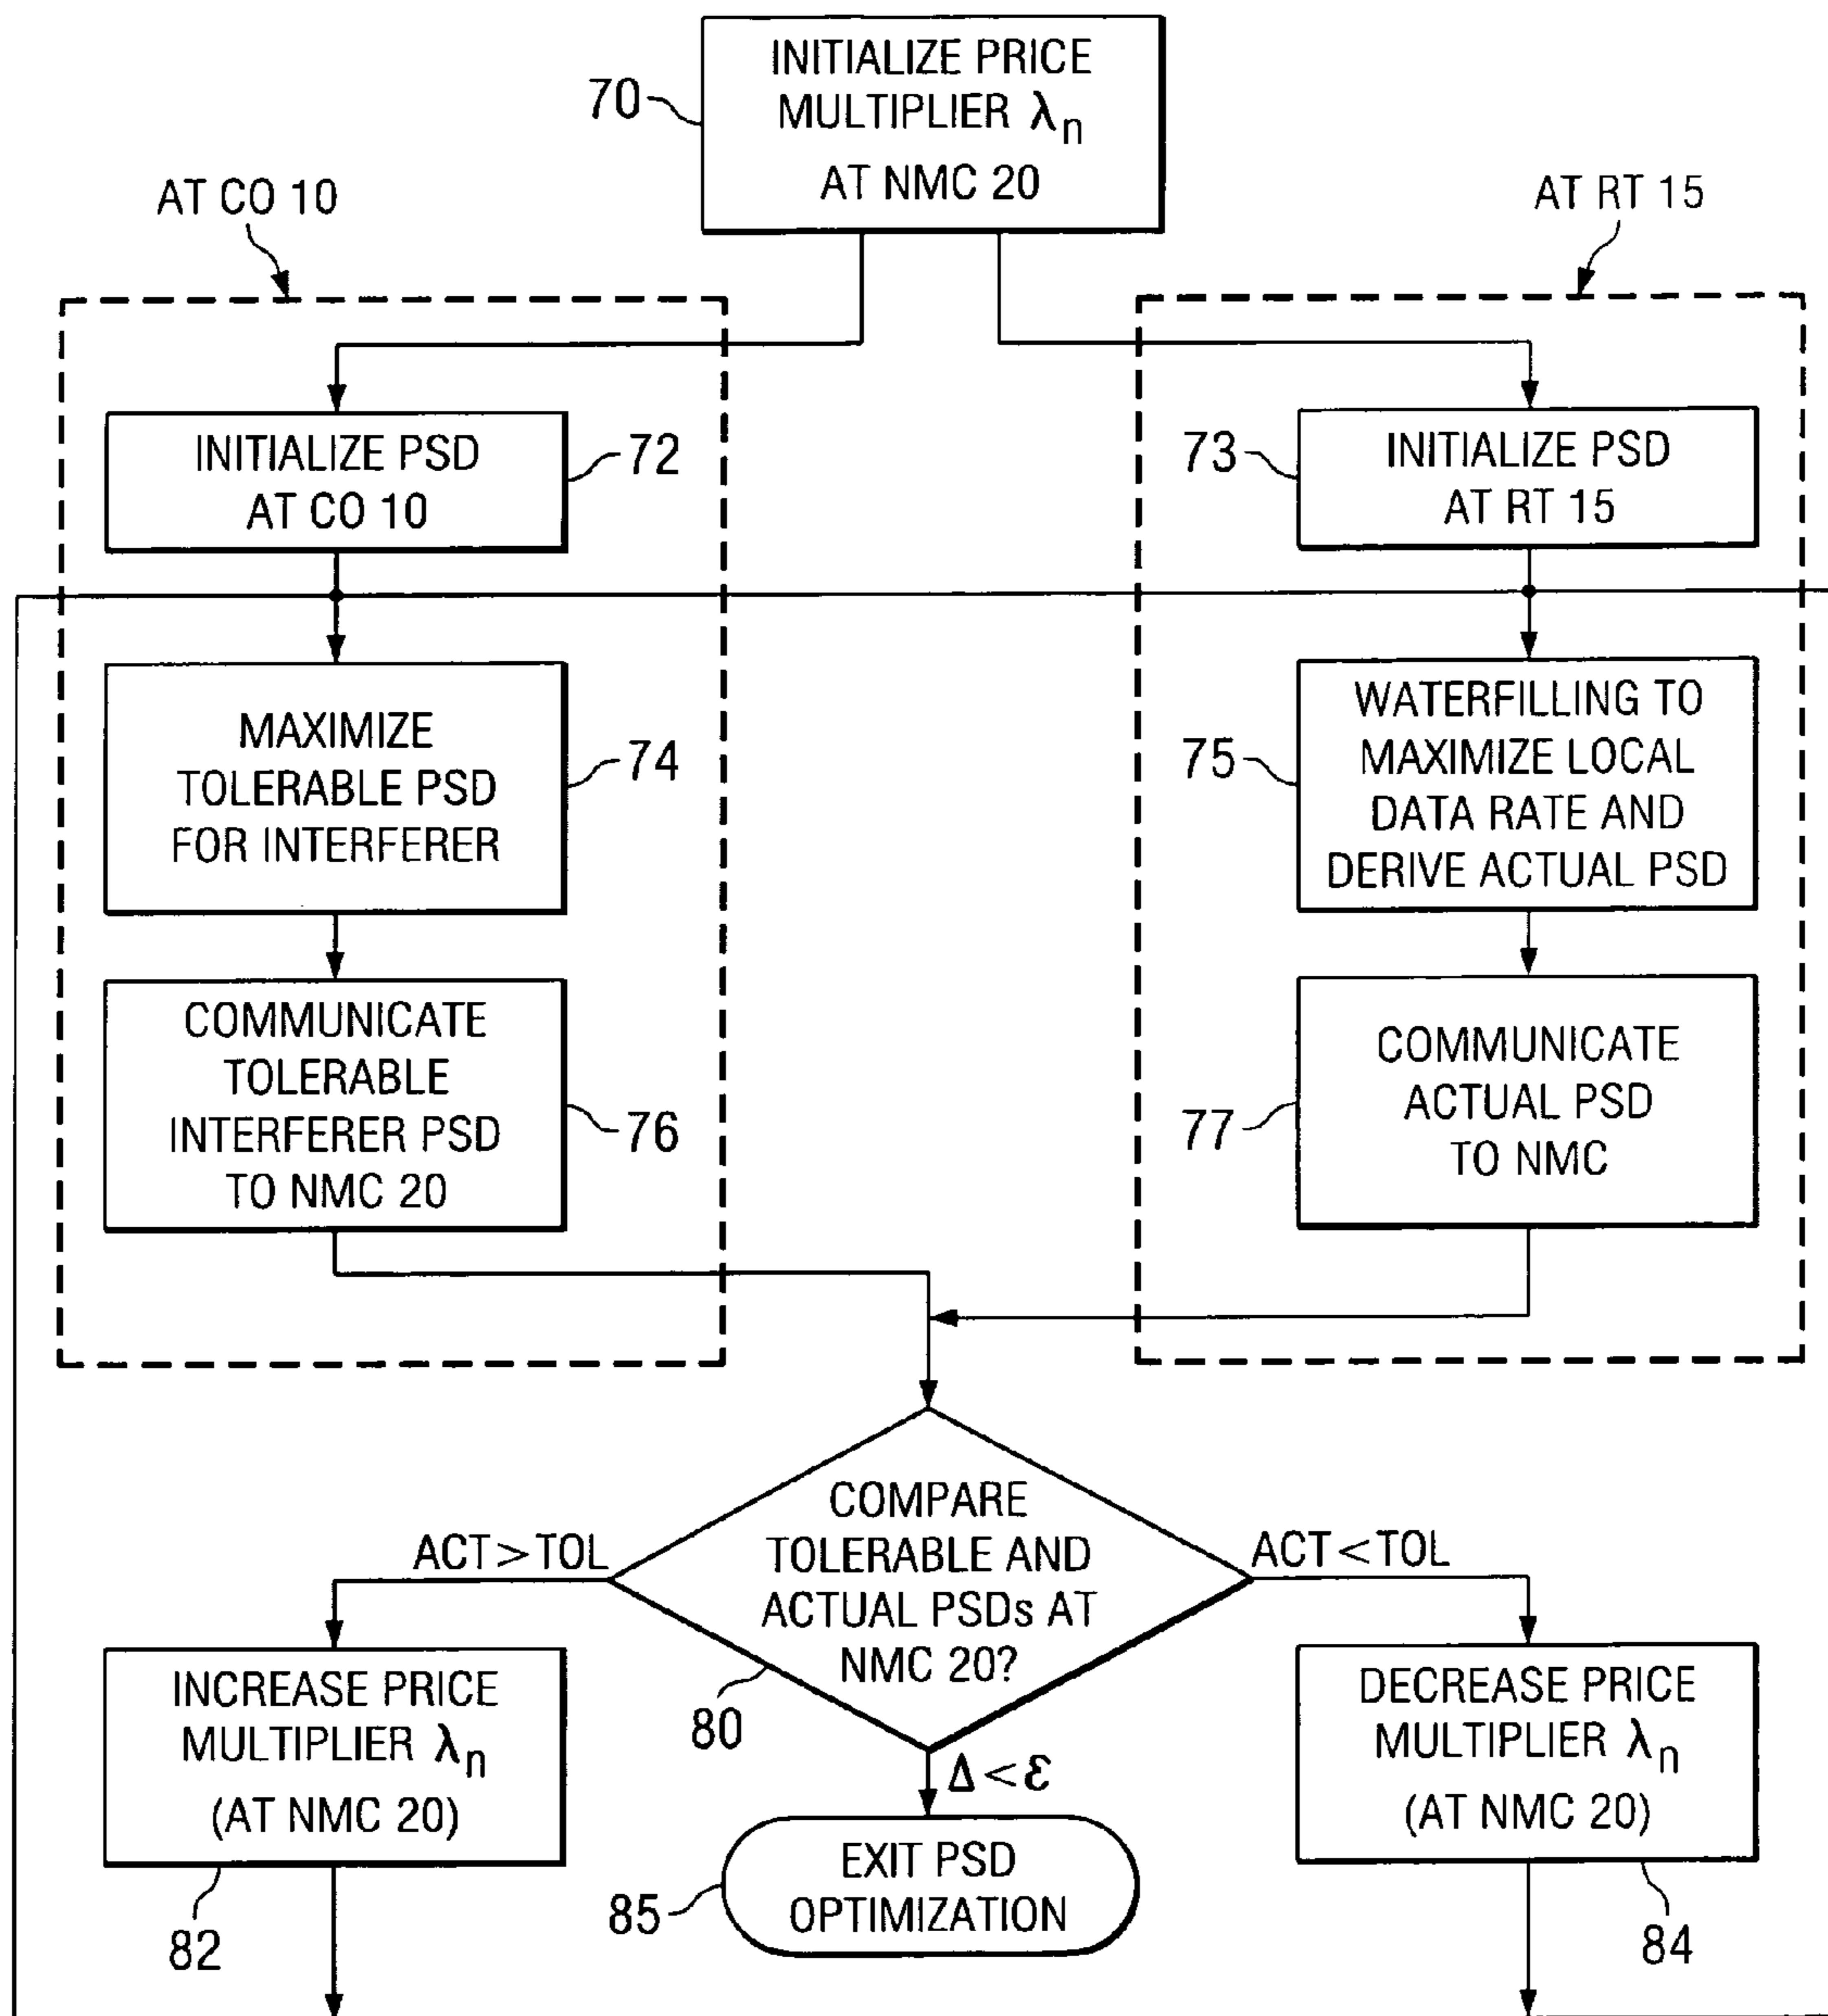 INITIALIZE PRICE
MULTIPLIER λn
AT NMC 20
70
AT CO 10
AT RT 15
INITIALIZE PSD
AT CO 10
72
73
INITIALIZE PSD
AT RT 15
MAXIMIZE
TOLERABLE PSD
FOR INTERFERER
74
75
WATERFILLING TO
MAXIMIZE LOCAL
DATA RATE AND
DERIVE ACTUAL PSD
COMMUNICATE
TOLERABLE
INTERFERER PSD
TO NMC 20
76
77
COMMUNICATE
ACTUAL PSD
TO NMC
COMPARE
TOLERABLE AND
ACTUAL PSDs AT
NMC 20?
80
ACT>TOL
ACT<TOL
Δ<ε
INCREASE PRICE
MULTIPLIER λn
(AT NMC 20)
82
EXIT PSD
OPTIMIZATION
85
DECREASE PRICE
MULTIPLIER λn
(AT NMC 20)
84